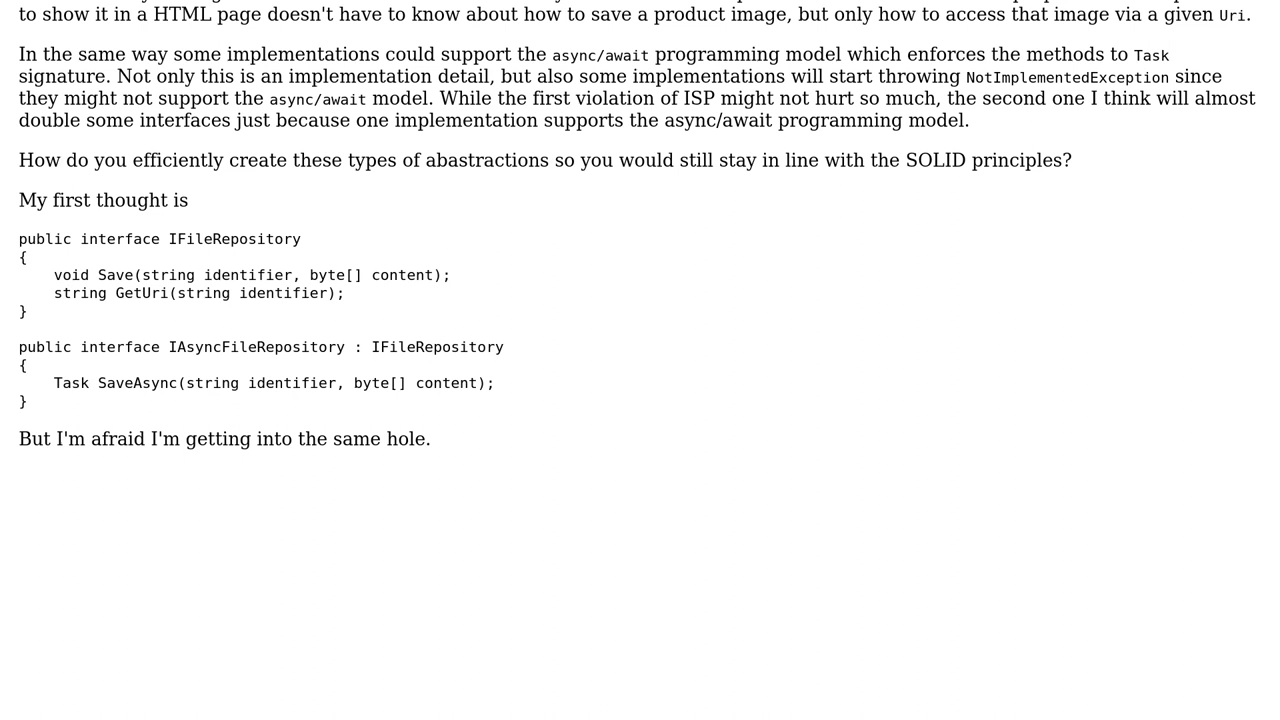 to show it in a HTML page doesn't have to know about how to save a product image, but only how to access that image via a given Uri.
In the same way some implementations could support the async/await programming model which enforces the methods to Task
signature. Not only this is an implementation detail, but also some implementations will start throwing NotImplementedException since
they might not support the async/await model. While the first violation of ISP might not hurt so much, the second one I think will almost
double some interfaces just because one implementation supports the async/await programming model.
How do you efficiently create these types of abastractions so you would still stay in line with the SOLID principles?
My first thought is
public interface IFileRepository
{
    void Save(string identifier, byte[] content);
    string GetUri(string identifier);
}
public interface IAsyncFileRepository : IFileRepository
{
    Task SaveAsync(string identifier, byte[] content);
}
But I'm afraid I'm getting into the same hole.